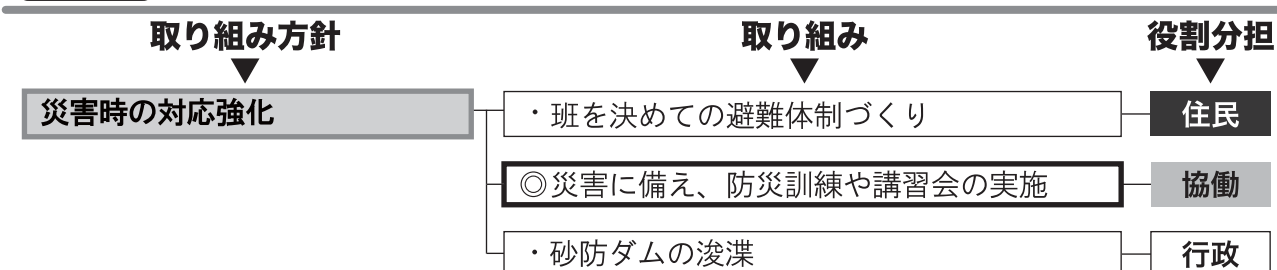 取り組み方針 取り組み 役割分担
▼ ▼ ▼
災害時の対応強化 ・班を決めての避難体制づくり 住民
◎災害に備え、防災訓練や講習会の実施 協働
・砂防ダムの浚渫 行政